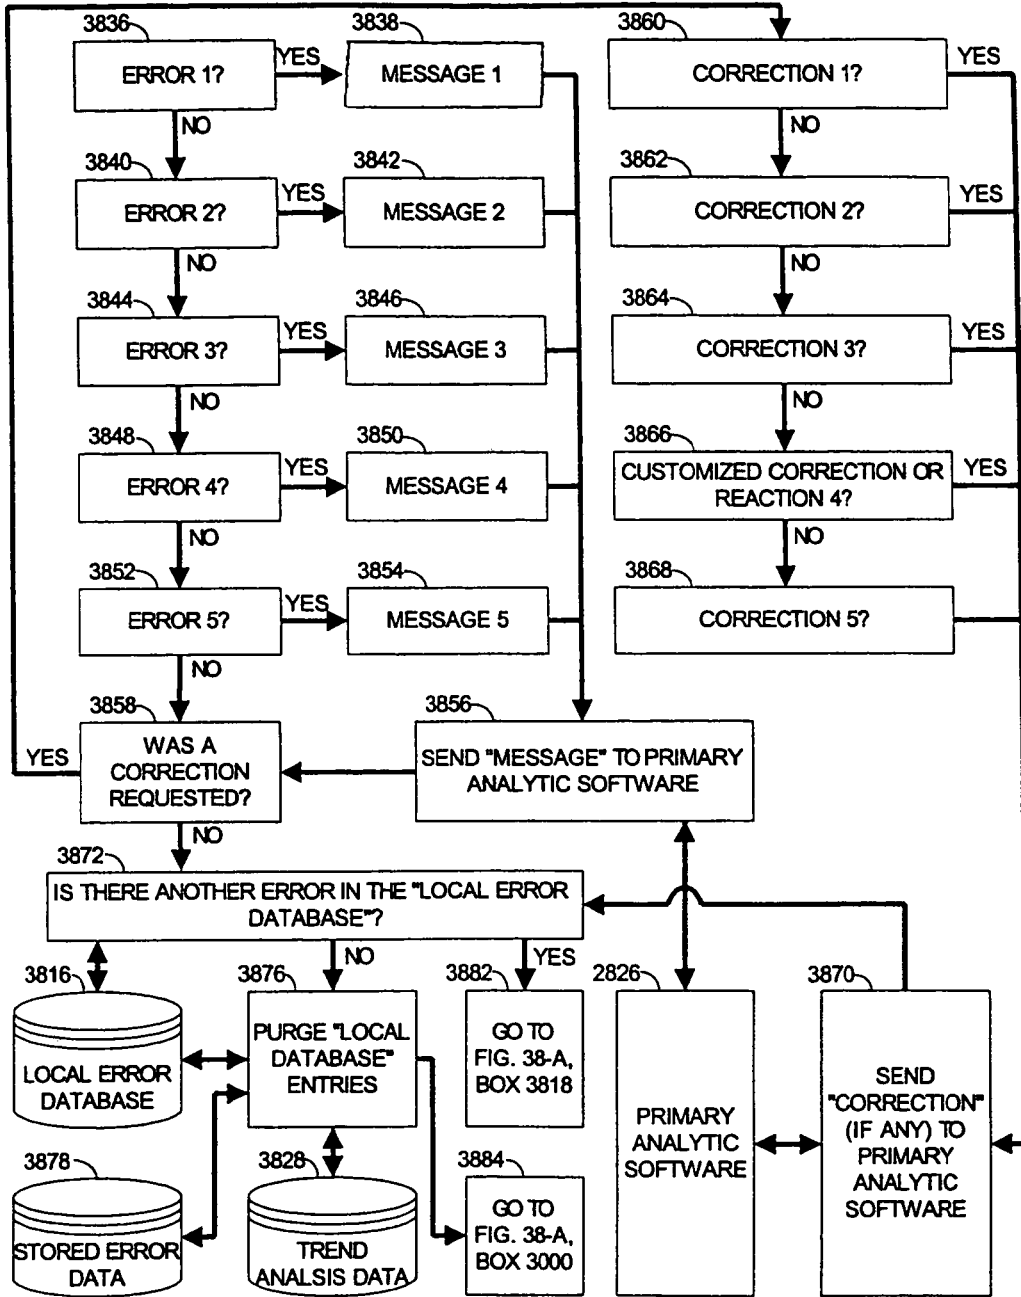 3836
ERROR 1?
YES
3838
MESSAGE 1
3860
CORRECTION 1?
YES
NO
NO
3840
ERROR 2?
YES
3842
MESSAGE 2
3862
CORRECTION 2?
YES
NO
NO
3844
ERROR 3?
YES
3846
MESSAGE 3
3864
CORRECTION 3?
YES
NO
NO
3848
ERROR 4?
YES
3850
MESSAGE 4
3866
CUSTOMIZED CORRECTION OR
REACTION 4?
YES
NO
NO
3852
ERROR 5?
YES
3854
MESSAGE 5
3868
CORRECTION 5?
NO
3858
WAS A
CORRECTION
REQUESTED?
YES
NO
3856
SEND "MESSAGE" TO PRIMARY
ANALYTIC SOFTWARE
3872
IS THERE ANOTHER ERROR IN THE "LOCAL ERROR
DATABASE"?
NO
YES
3816
LOCAL ERROR
DATABASE
3876
PURGE "LOCAL
DATABASE"
ENTRIES
3882
GO TO
FIG. 38-A,
BOX 3818
2826
PRIMARY
ANALYTIC
SOFTWARE
3870
SEND
"CORRECTION"
(IF ANY) TO
PRIMARY
ANALYTIC
SOFTWARE
3878
STORED ERROR
DATA
3828
TREND
ANALSIS DATA
3884
GO TO
FIG. 38-A,
BOX 3000